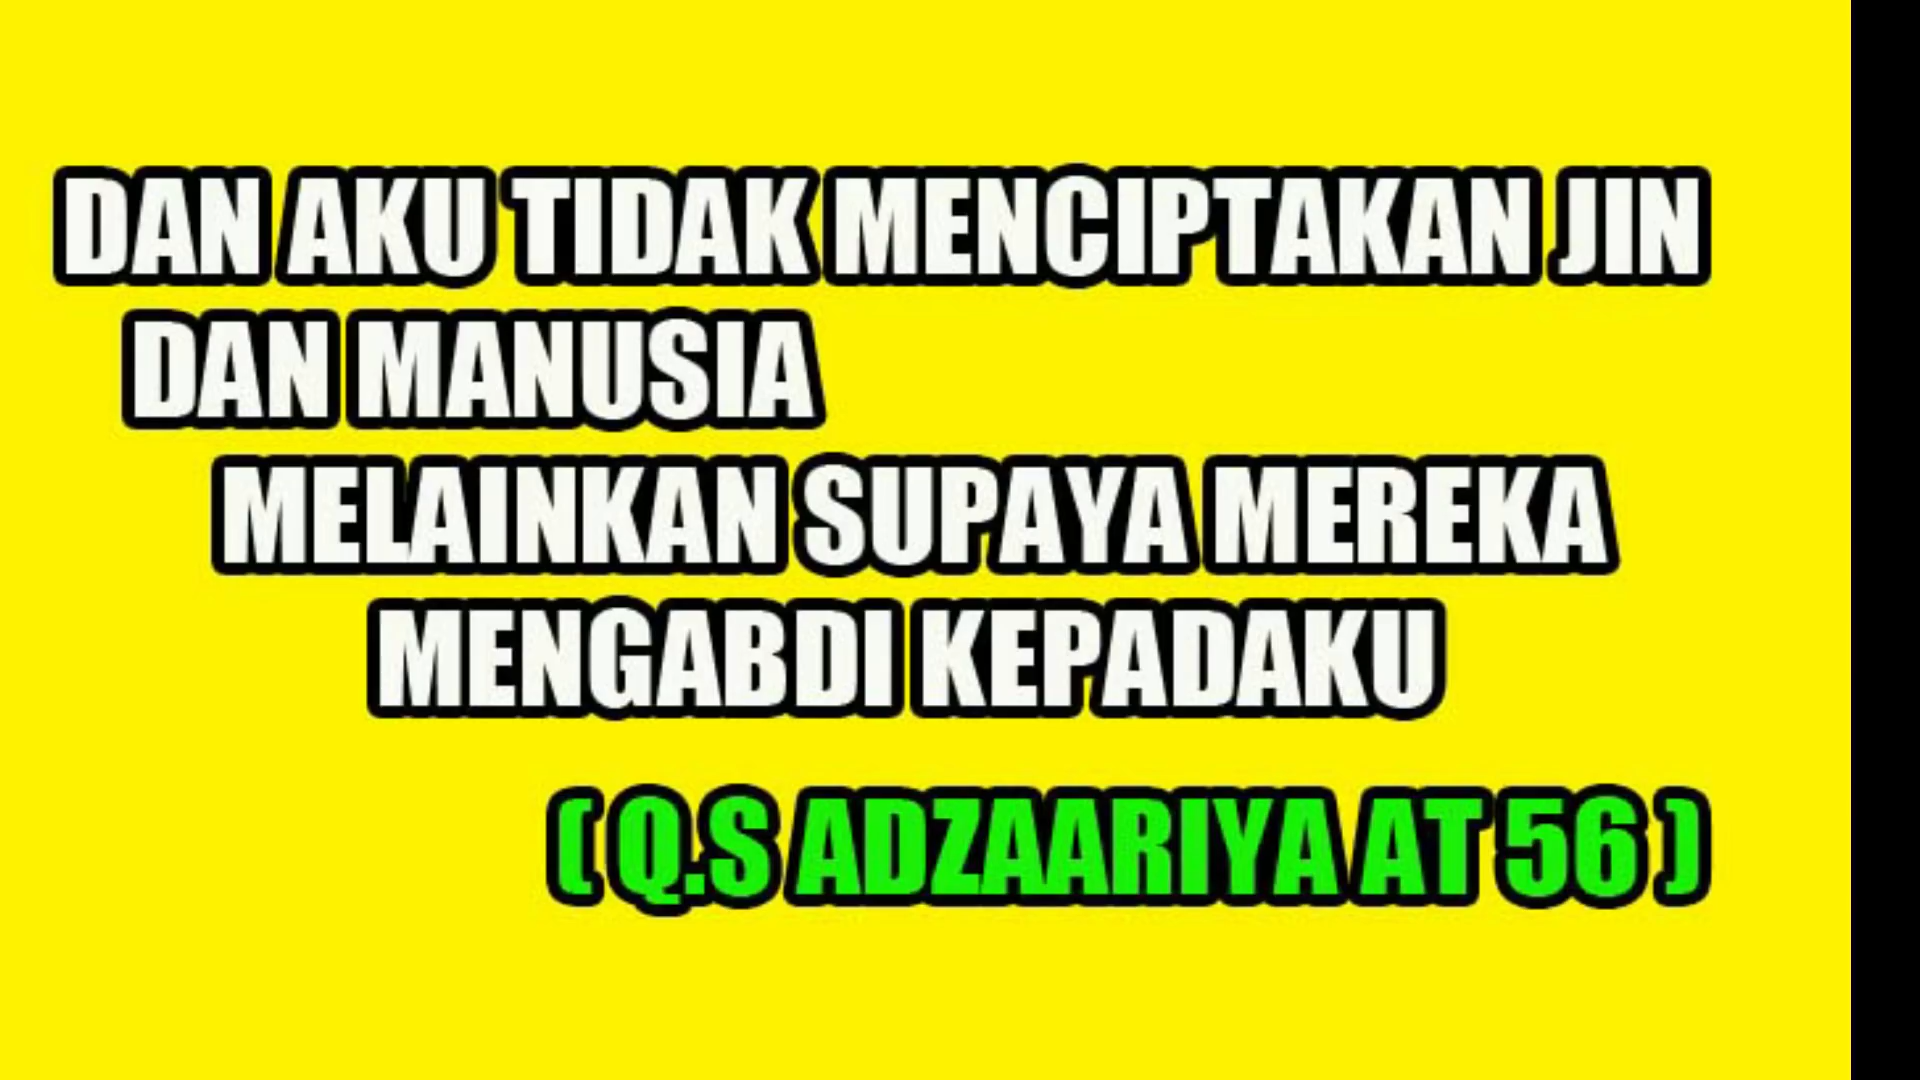 DAN AKU TIDAK MENCIPTAKAN JIN
DAN MANUSIA
MELAINKAN SUPAYA MEREKA
MENGABDI KEPADAKU
( Q.S ADZAARIYA AT 56 )